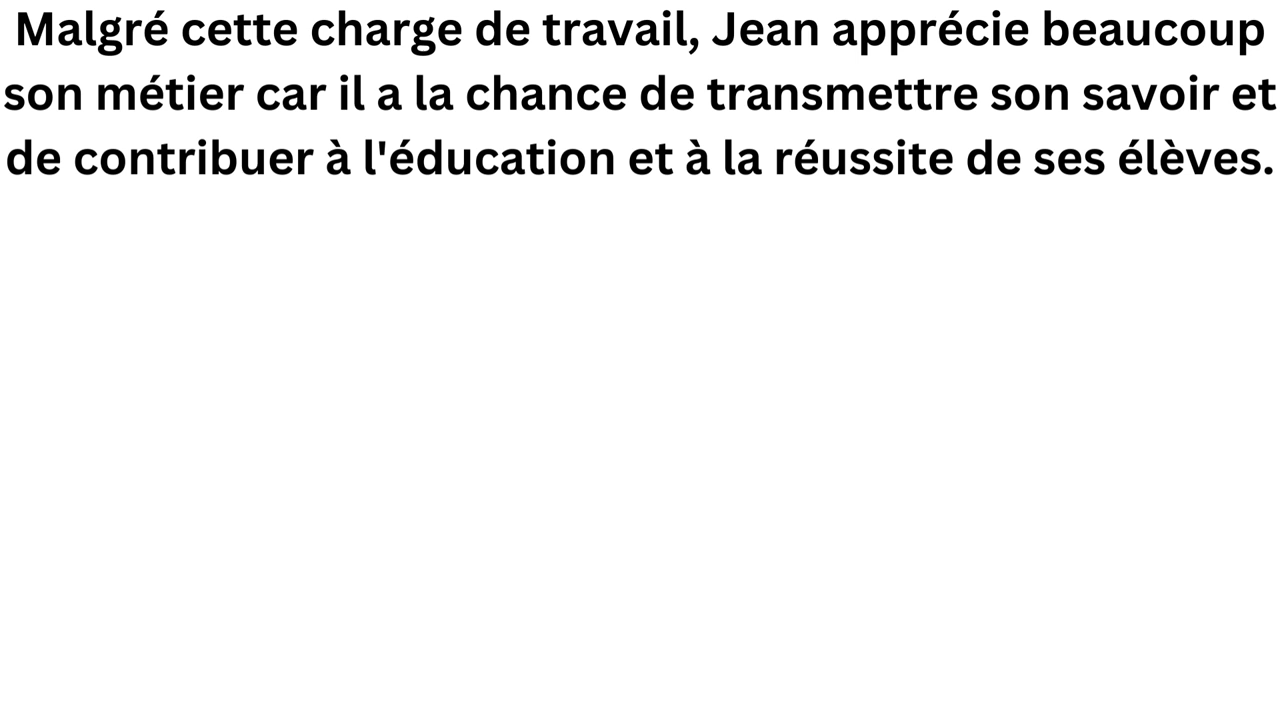 Malgré cette charge de travail, Jean apprécie beaucoup
son métier car il a la chance de transmettre son savoir et
de contribuer à l'éducation et à la réussite de ses élèves.